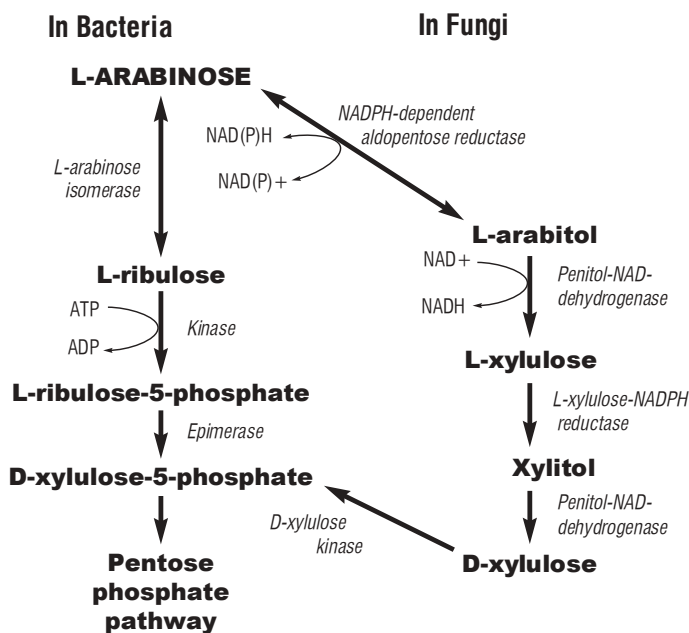 In Bacteria
In Fungi
L-ARABINOSE
NADPH-dependent
aldopentose reductase
NAD(P)H
NAD(P)+
L-arabinose
isomerase
L-arabitol
L-ribulose
NAD+
NADH
Penitol-NAD-
dehydrogenase
ATP
ADP
Kinase
L-xylulose
L-ribulose-5-phosphate
L-xylulose-NADPH
reductase
Epimerase
Xylitol
D-xylulose-5-phosphate
Penitol-NAD-
dehydrogenase
D-xylulose
kinase
D-xylulose
Pentose
phosphate
pathway